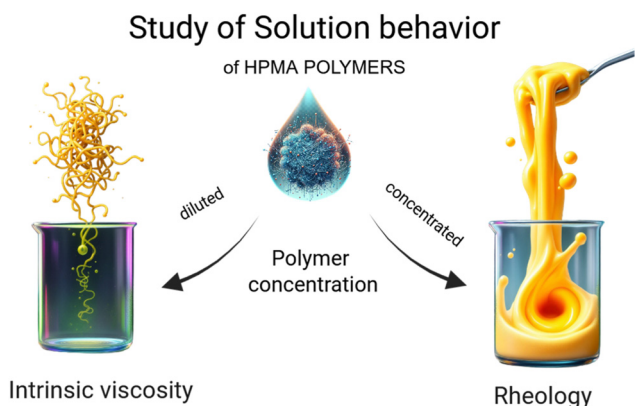 Study of Solution behavior
of HPMA POLYMERS
diluted
concentrated
Polymer
concentration
Intrinsic viscosity
Rheology